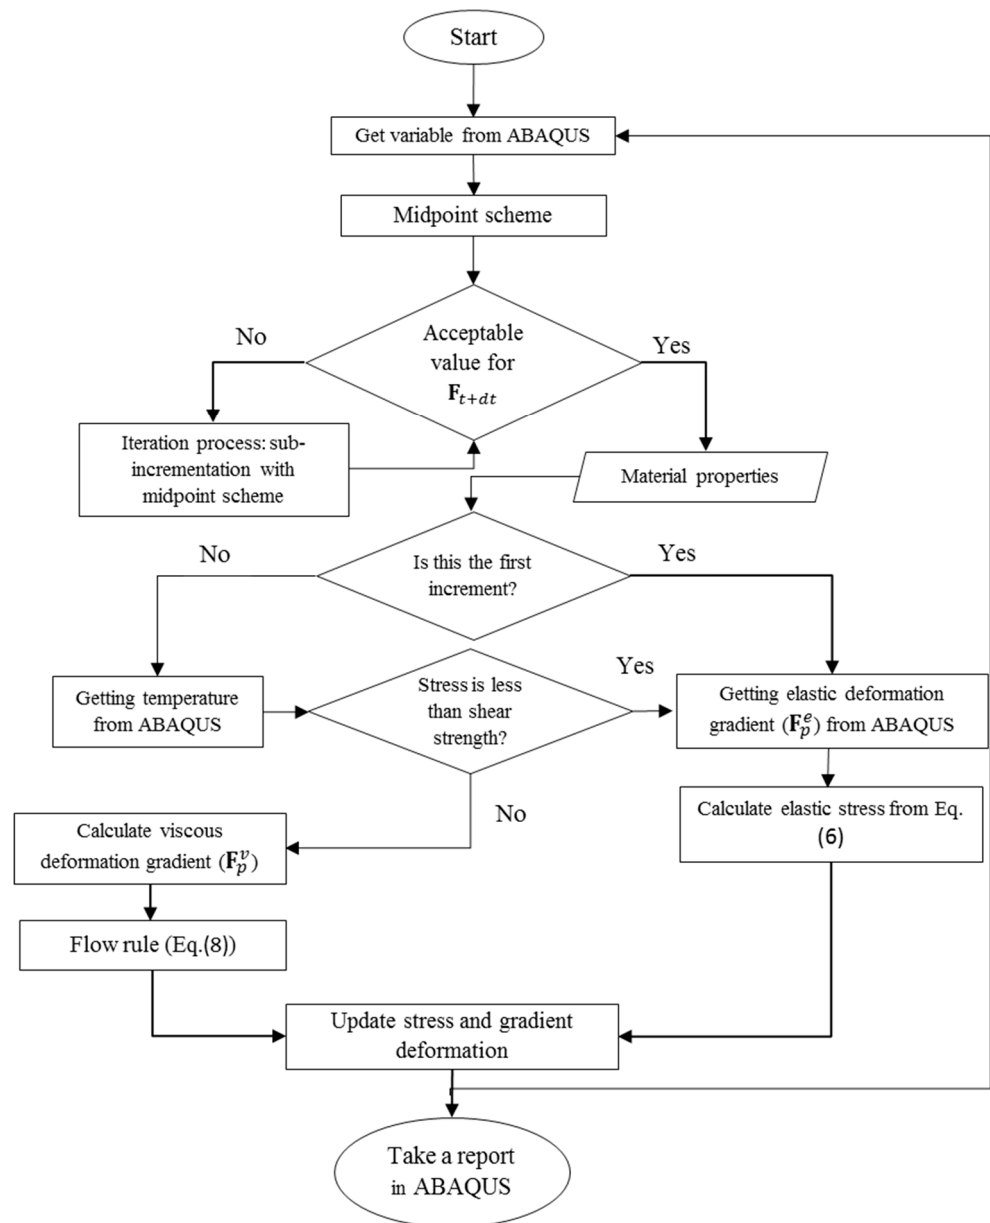 Start
Get variable from ABAQUS
Midpoint scheme
No
Acceptable
value for
Yes
𝐅ₜ₊dₜ
Iteration process: sub-
incrementation with
midpoint scheme
Material properties
No
Is this the first
increment?
Yes
Getting temperature
from ABAQUS
Stress is less
than shear
strength?
Yes
Getting elastic deformation
gradient (𝐅ₚᵉ) from ABAQUS
No
Calculate elastic stress from Eq.
(6)
Calculate viscous
deformation gradient (𝐅ₚᵛ)
Flow rule (Eq.(8))
Update stress and gradient
deformation
Take a report
in ABAQUS